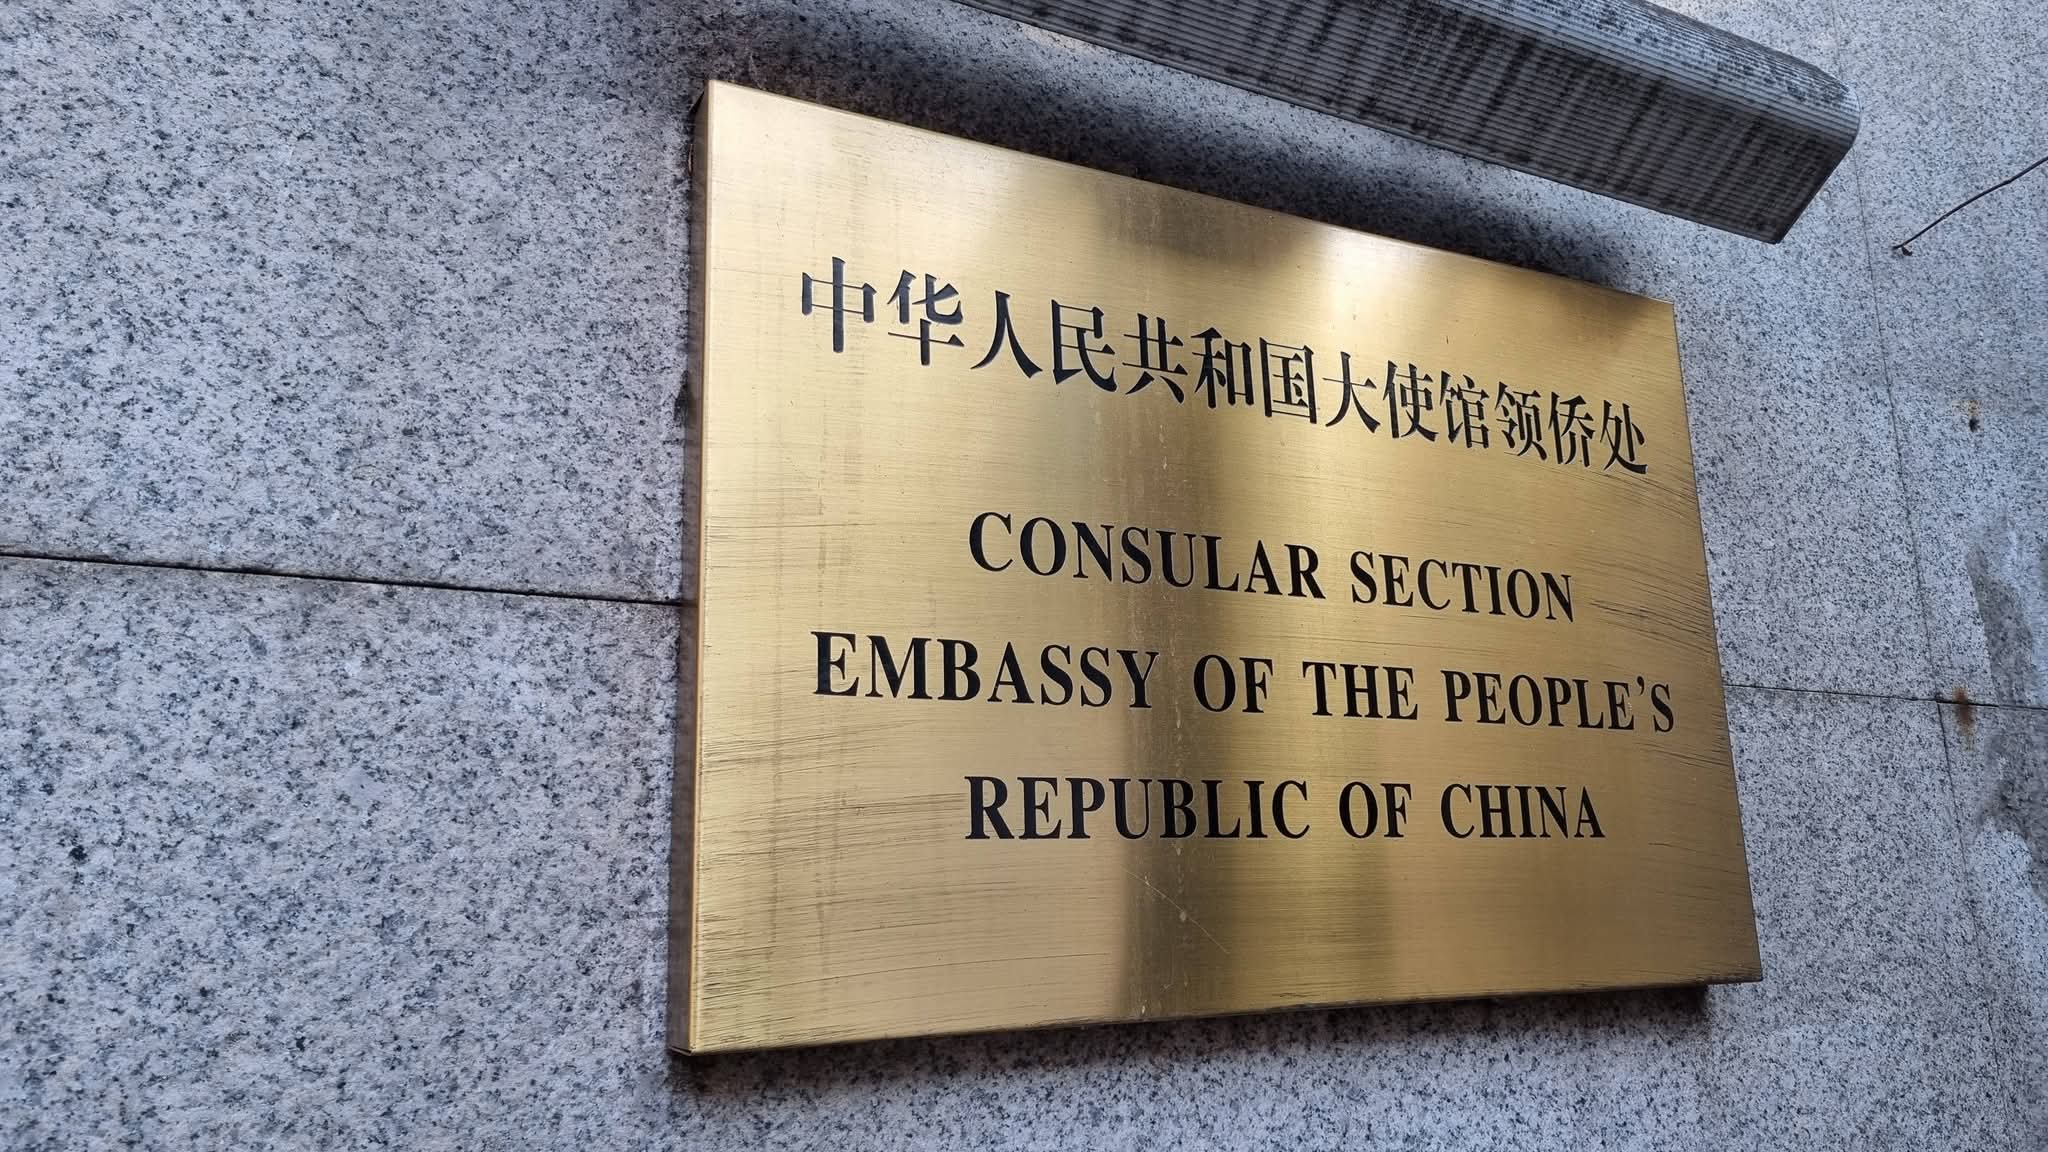 中华人民共和国大使馆领侨处
CONSULAR SECTION
EMBASSY OF THE PEOPLE’S
REPUBLIC OF CHINA